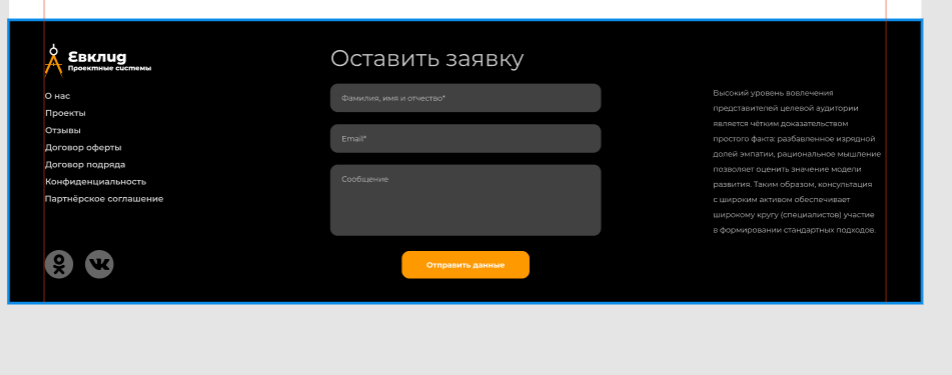 Евклид
Проектные системы
О нас
Проекты
Отзывы
Договор оферты
Договор подряда
Конфиденциальность
Партнёрское соглашение
Оставить заявку
Фамилия, имя и отчество*
Email*
Сообщение
Отправить данные
Высокий уровень вовлечения
представителей целевой аудитории
является чётким доказательством
простого факта: разбавленное изрядной
долей эмпатии, рациональное мышление
позволяет оценить значение модели
развития. Таким образом, консультация
с широким активом обеспечивает
широкому кругу (специалистов) участие
в формировании стандартных подходов.